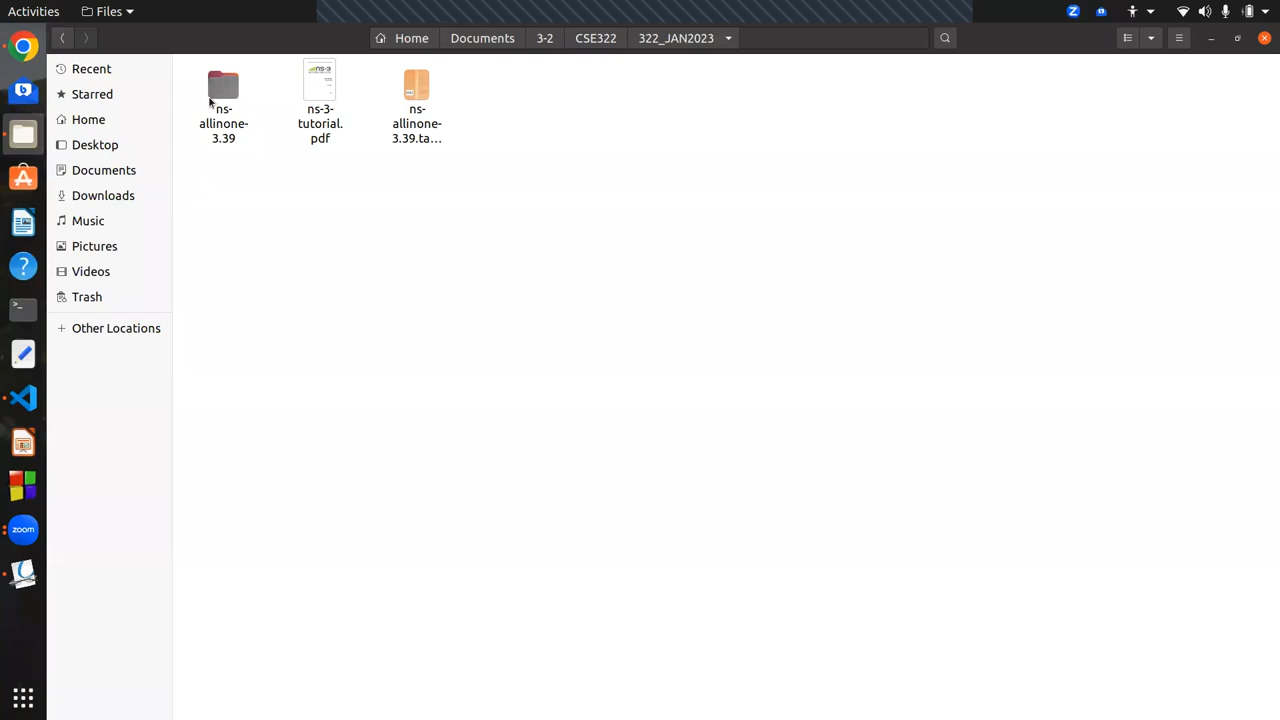 Activities Files
Home Documents 3-2 CSE322 322_JAN2023
Recent
Starred
Home
Desktop
Documents
Downloads
Music
Pictures
Videos
Trash
+ Other Locations
ns-
allinone-
3.39
ns-3-
tutorial.
pdf
ns-
allinone-
3.39.ta...
zoom